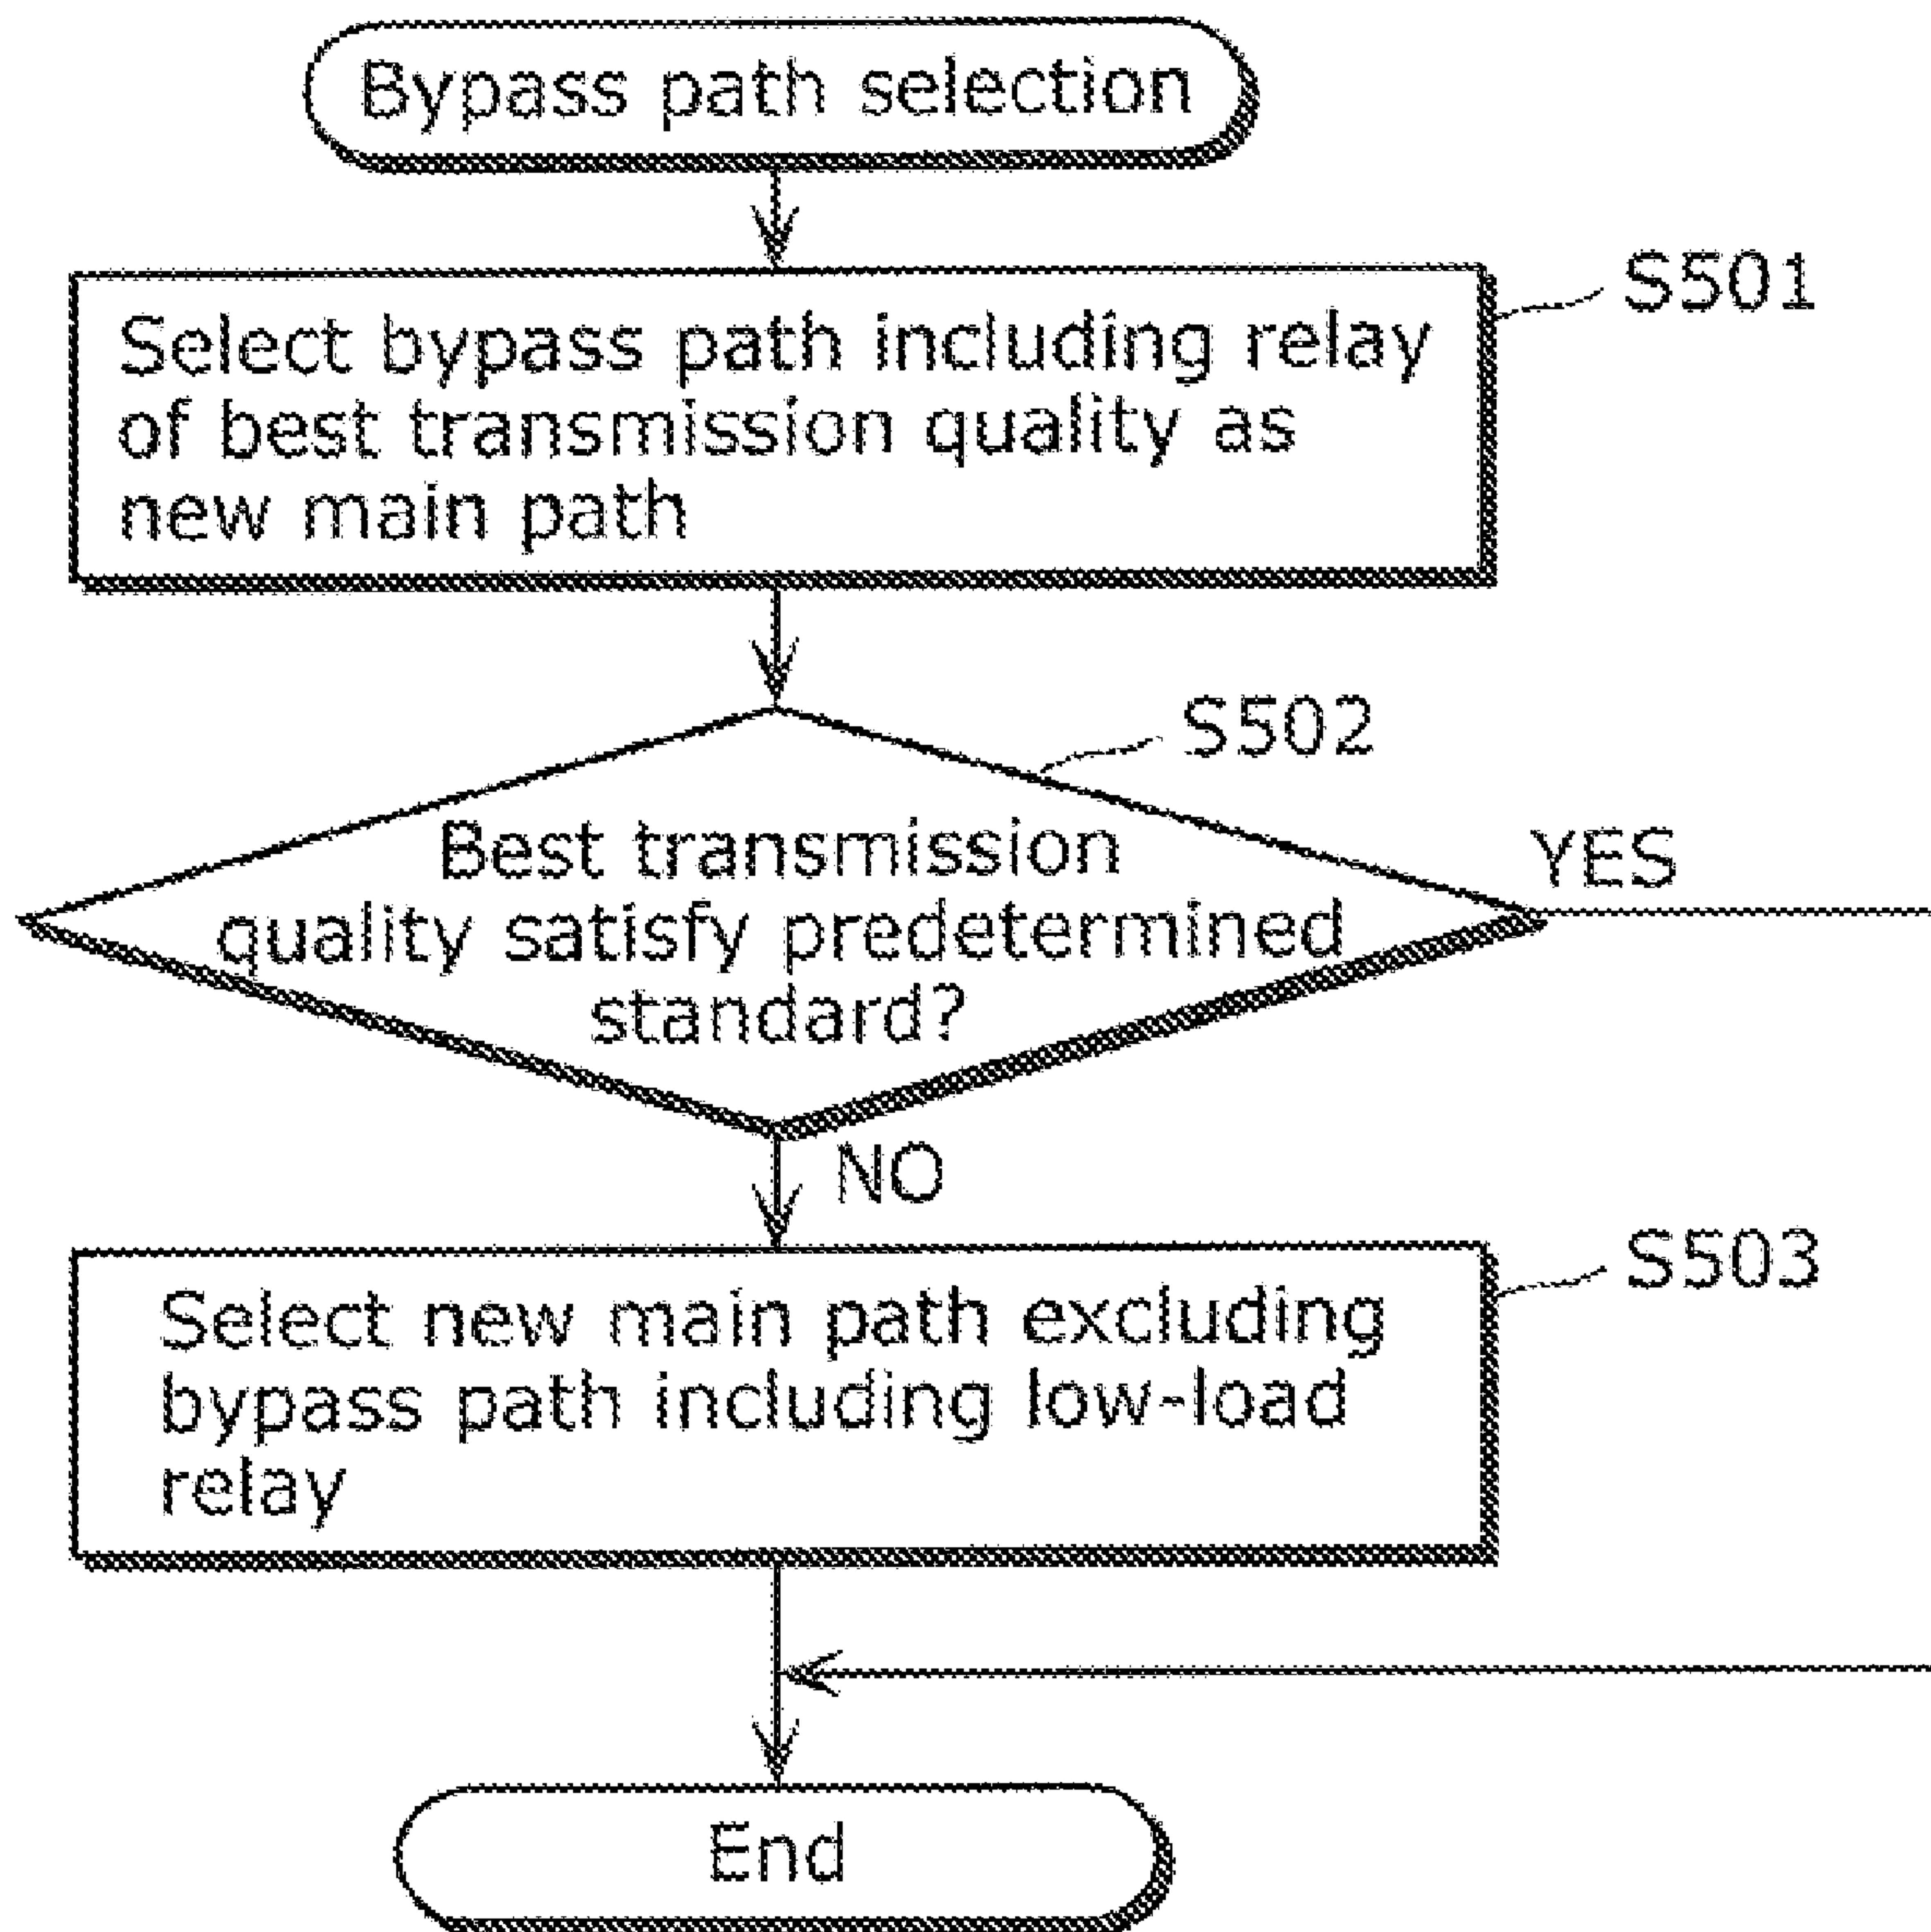 Bypass path selection
S501
Select bypass path including relay
of best transmission quality as
new main path
S502
Best transmission
quality satisfy predetermined
standard?
YES
NO
S503
Select new main path excluding
bypass path including low-load
relay
End